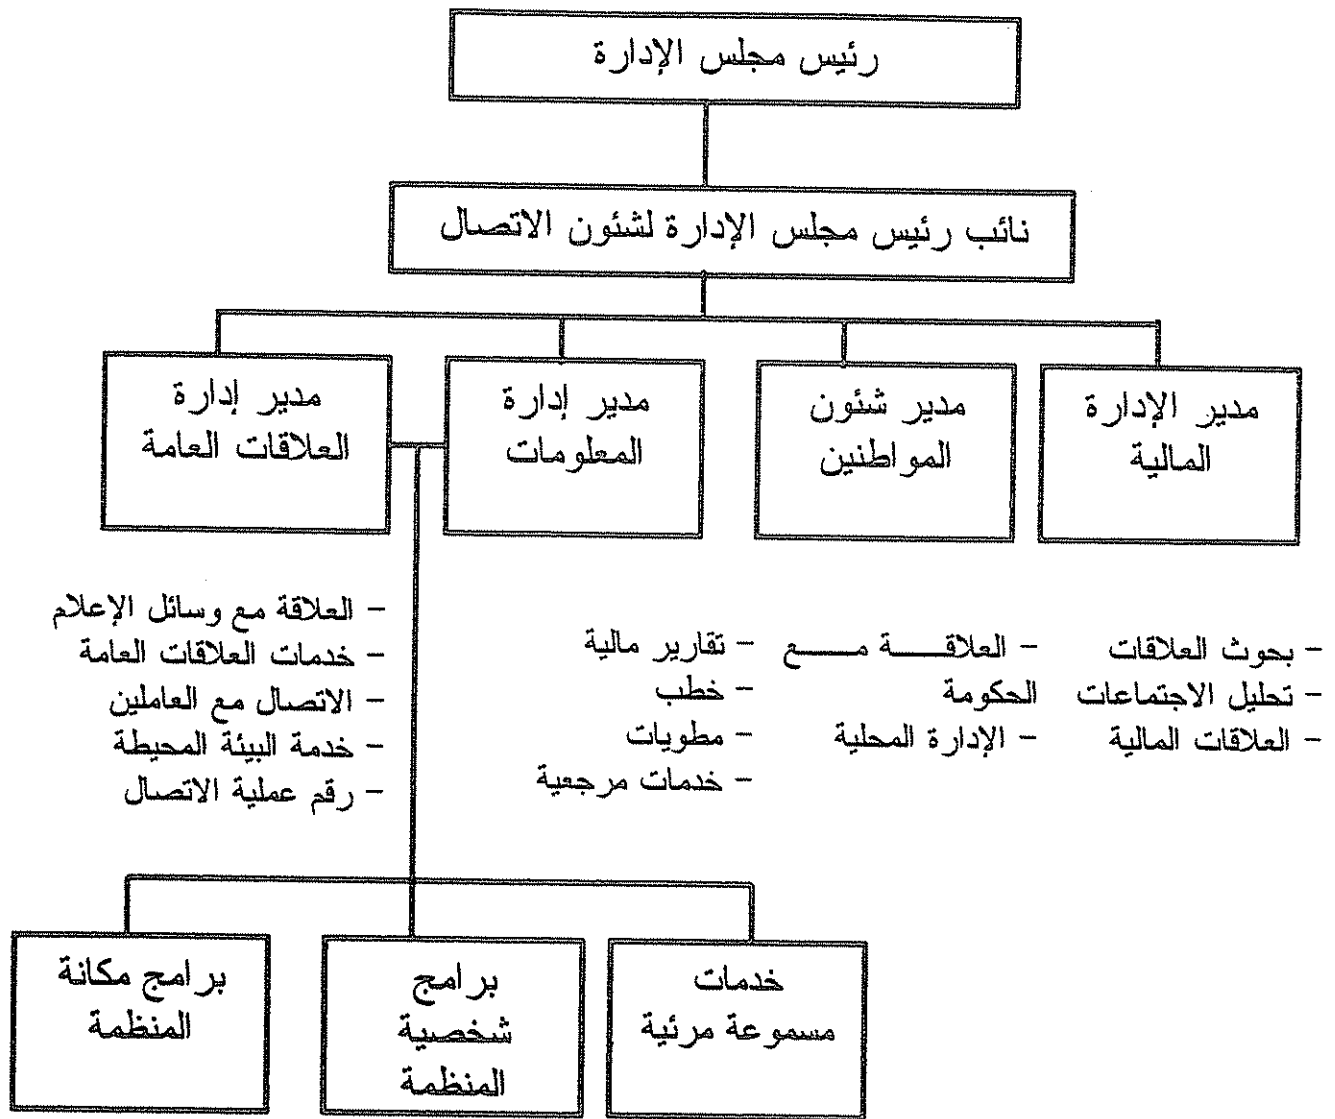 رئيس مجلس الإدارة
نائب رئيس مجلس الإدارة لشئون الاتصال
مدير الإدارة
المالية
مدير شئون
المواطنين
مدير إدارة
المعلومات
مدير إدارة
العلاقات العامة
- بحوث العلاقات
- تحليل الاجتماعات
- العلاقات المالية
- العلاقـــة مـــع
الحكومة
- الإدارة المحلية
- تقارير مالية
- خطب
- مطويات
- خدمات مرجعية
- العلاقة مع وسائل الإعلام
- خدمات العلاقات العامة
- الاتصال مع العاملين
- خدمة البيئة المحيطة
- رقم عملية الاتصال
خدمات
مسموعة مرئية
برامج
شخصية
المنظمة
برامج مكانة
المنظمة